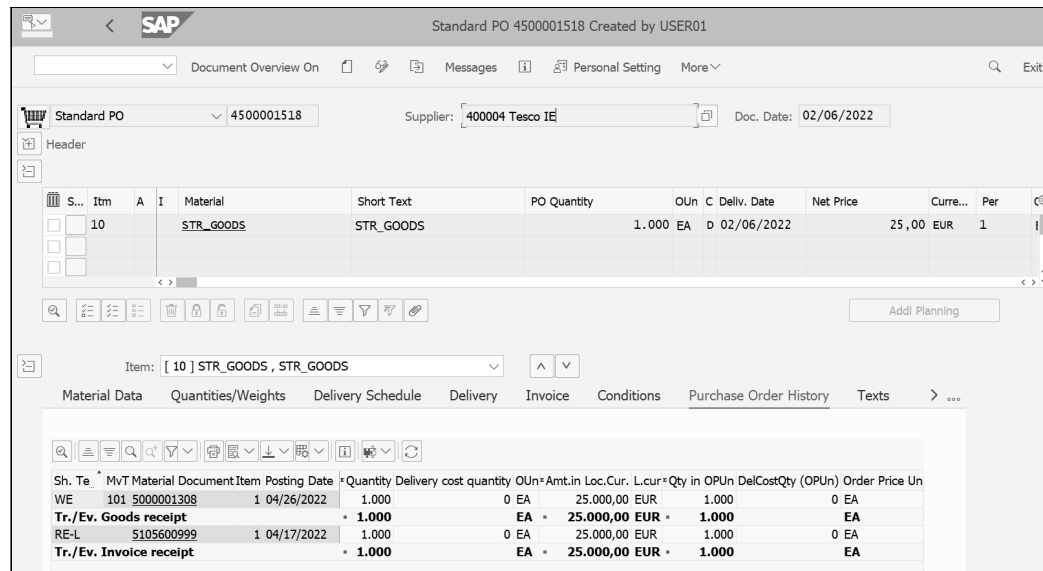 SAP Standard PO 4500001518 Created by USER01
Document Overview On Messages Personal Setting More Exit
Standard PO 4500001518 Supplier: 400004 Tesco IE Doc. Date: 02/06/2022
Header
S... Itm A I Material Short Text PO Quantity OUn C Deliv. Date Net Price Curre... Per
10 STR_GOODS STR_GOODS 1.000 EA D 02/06/2022 25,00 EUR 1
Addl Planning
Item: [ 10 ] STR_GOODS , STR_GOODS
Material Data Quantities/Weights Delivery Schedule Delivery Invoice Conditions Purchase Order History Texts
Sh. Te.. MvT Material Document Item Posting Date Quantity Delivery cost quantity OUn Amt.in Loc.Cur. L.cur Qty in OPUn DelCostQty (OPUn) Order Price Un
WE 101 5000001308 1 04/26/2022 1.000 0 EA 25.000,00 EUR 1.000 0 EA
Tr./Ev. Goods receipt 1.000 EA 25.000,00 EUR 1.000 EA
RE-L 5105600999 1 04/17/2022 1.000 0 EA 25.000,00 EUR 1.000 0 EA
Tr./Ev. Invoice receipt 1.000 EA 25.000,00 EUR 1.000 EA